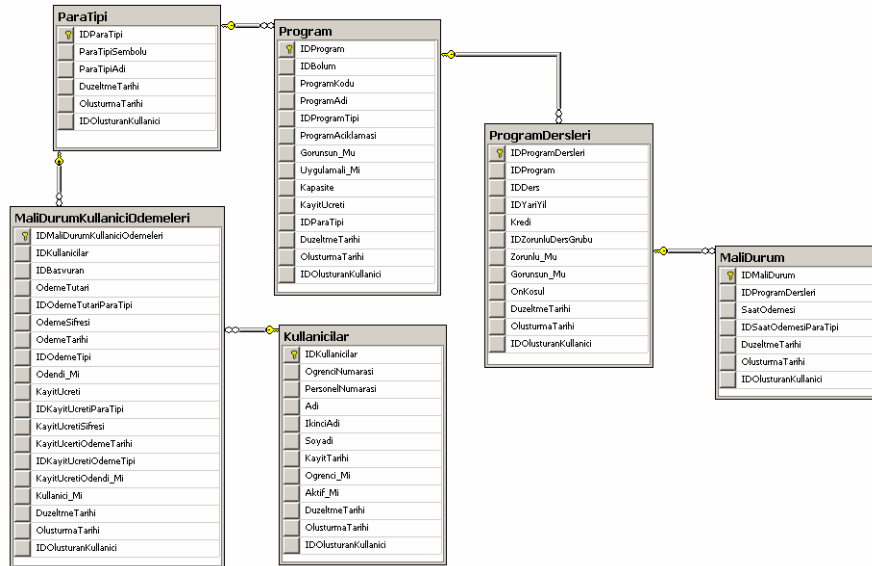 ParaTipi
IDParaTipi
ParaTipiSembolu
ParaTipiAdi
DuzeltmeTarihi
OlusturmaTarihi
IDOlusturanKullanici
Program
IDProgram
IDBolum
ProgramKodu
ProgramAdi
IDProgramTipi
ProgramAciklamasi
Gorunsun_Mu
Uygulamali_Mi
Kapasite
KayitUcreti
IDParaTipi
DuzeltmeTarihi
OlusturmaTarihi
IDOlusturanKullanici
ProgramDersleri
IDProgramDersleri
IDProgram
IDDers
IDYariYil
Kredi
IDZorunluDersGrubu
Zorunlu_Mu
Gorunsun_Mu
OnKosul
DuzeltmeTarihi
OlusturmaTarihi
IDOlusturanKullanici
MaliDurum
IDMaliDurum
IDProgramDersleri
SaatOdemesi
IDSaatOdemesiParaTipi
DuzeltmeTarihi
OlusturmaTarihi
IDOlusturanKullanici
MaliDurumKullaniciOdemeleri
IDMaliDurumKullaniciOdemeleri
IDKullanicilar
IDBasvuran
OdemeTutari
IDOdemeTutariParaTipi
OdemeSifresi
OdemeTarihi
IDOdemeTipi
Odendi_Mi
KayitUcreti
IDKayitUcretiParaTipi
KayitUcretiSifresi
KayitUcertiOdemeTarihi
IDKayitUcretiOdemeTipi
KayitUcretiOdendi_Mi
Kullanici_Mi
DuzeltmeTarihi
OlusturmaTarihi
IDOlusturanKullanici
Kullanicilar
IDKullanicilar
OgrenciNumarasi
PersonelNumarasi
Adi
IkinciAdi
Soyadi
KayitTarihi
Ogrenci_Mi
Aktif_Mi
DuzeltmeTarihi
OlusturmaTarihi
IDOlusturanKullanici